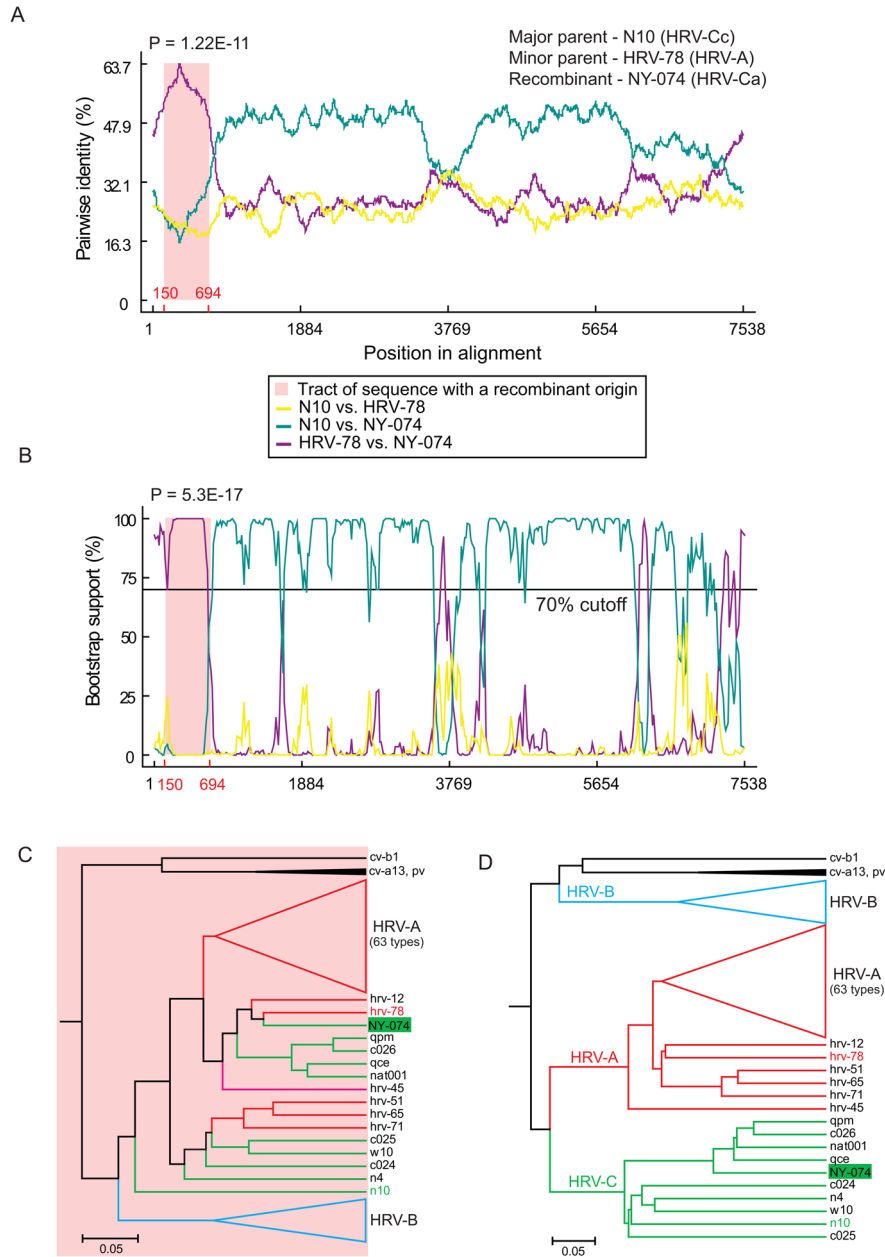 A
P = 1.22E-11
Major parent - N10 (HRV-Cc)
Minor parent - HRV-78 (HRV-A)
Recombinant - NY-074 (HRV-Ca)
Pairwise identity (%)
63.7
47.9
32.1
16.3
0
150
694
1
1884
3769
5654
7538
Position in alignment
Tract of sequence with a recombinant origin
N10 vs. HRV-78
N10 vs. NY-074
HRV-78 vs. NY-074
B
P = 5.3E-17
Bootstrap support (%)
100
75
50
25
0
70% cutoff
1
150
694
1884
3769
5654
7538
C
cv-b1
cv-a13, pv
HRV-A
(63 types)
hrv-12
hrv-78
NY-074
qpm
c026
qce
nat001
hrv-45
hrv-51
hrv-65
hrv-71
c025
w10
c024
n4
n10
HRV-B
0.05
D
cv-b1
cv-a13, pv
HRV-B
HRV-B
HRV-A
(63 types)
HRV-A
hrv-12
hrv-78
hrv-51
hrv-65
hrv-71
hrv-45
qpm
c026
nat001
qce
NY-074
HRV-C
c024
n4
w10
n10
c025
0.05